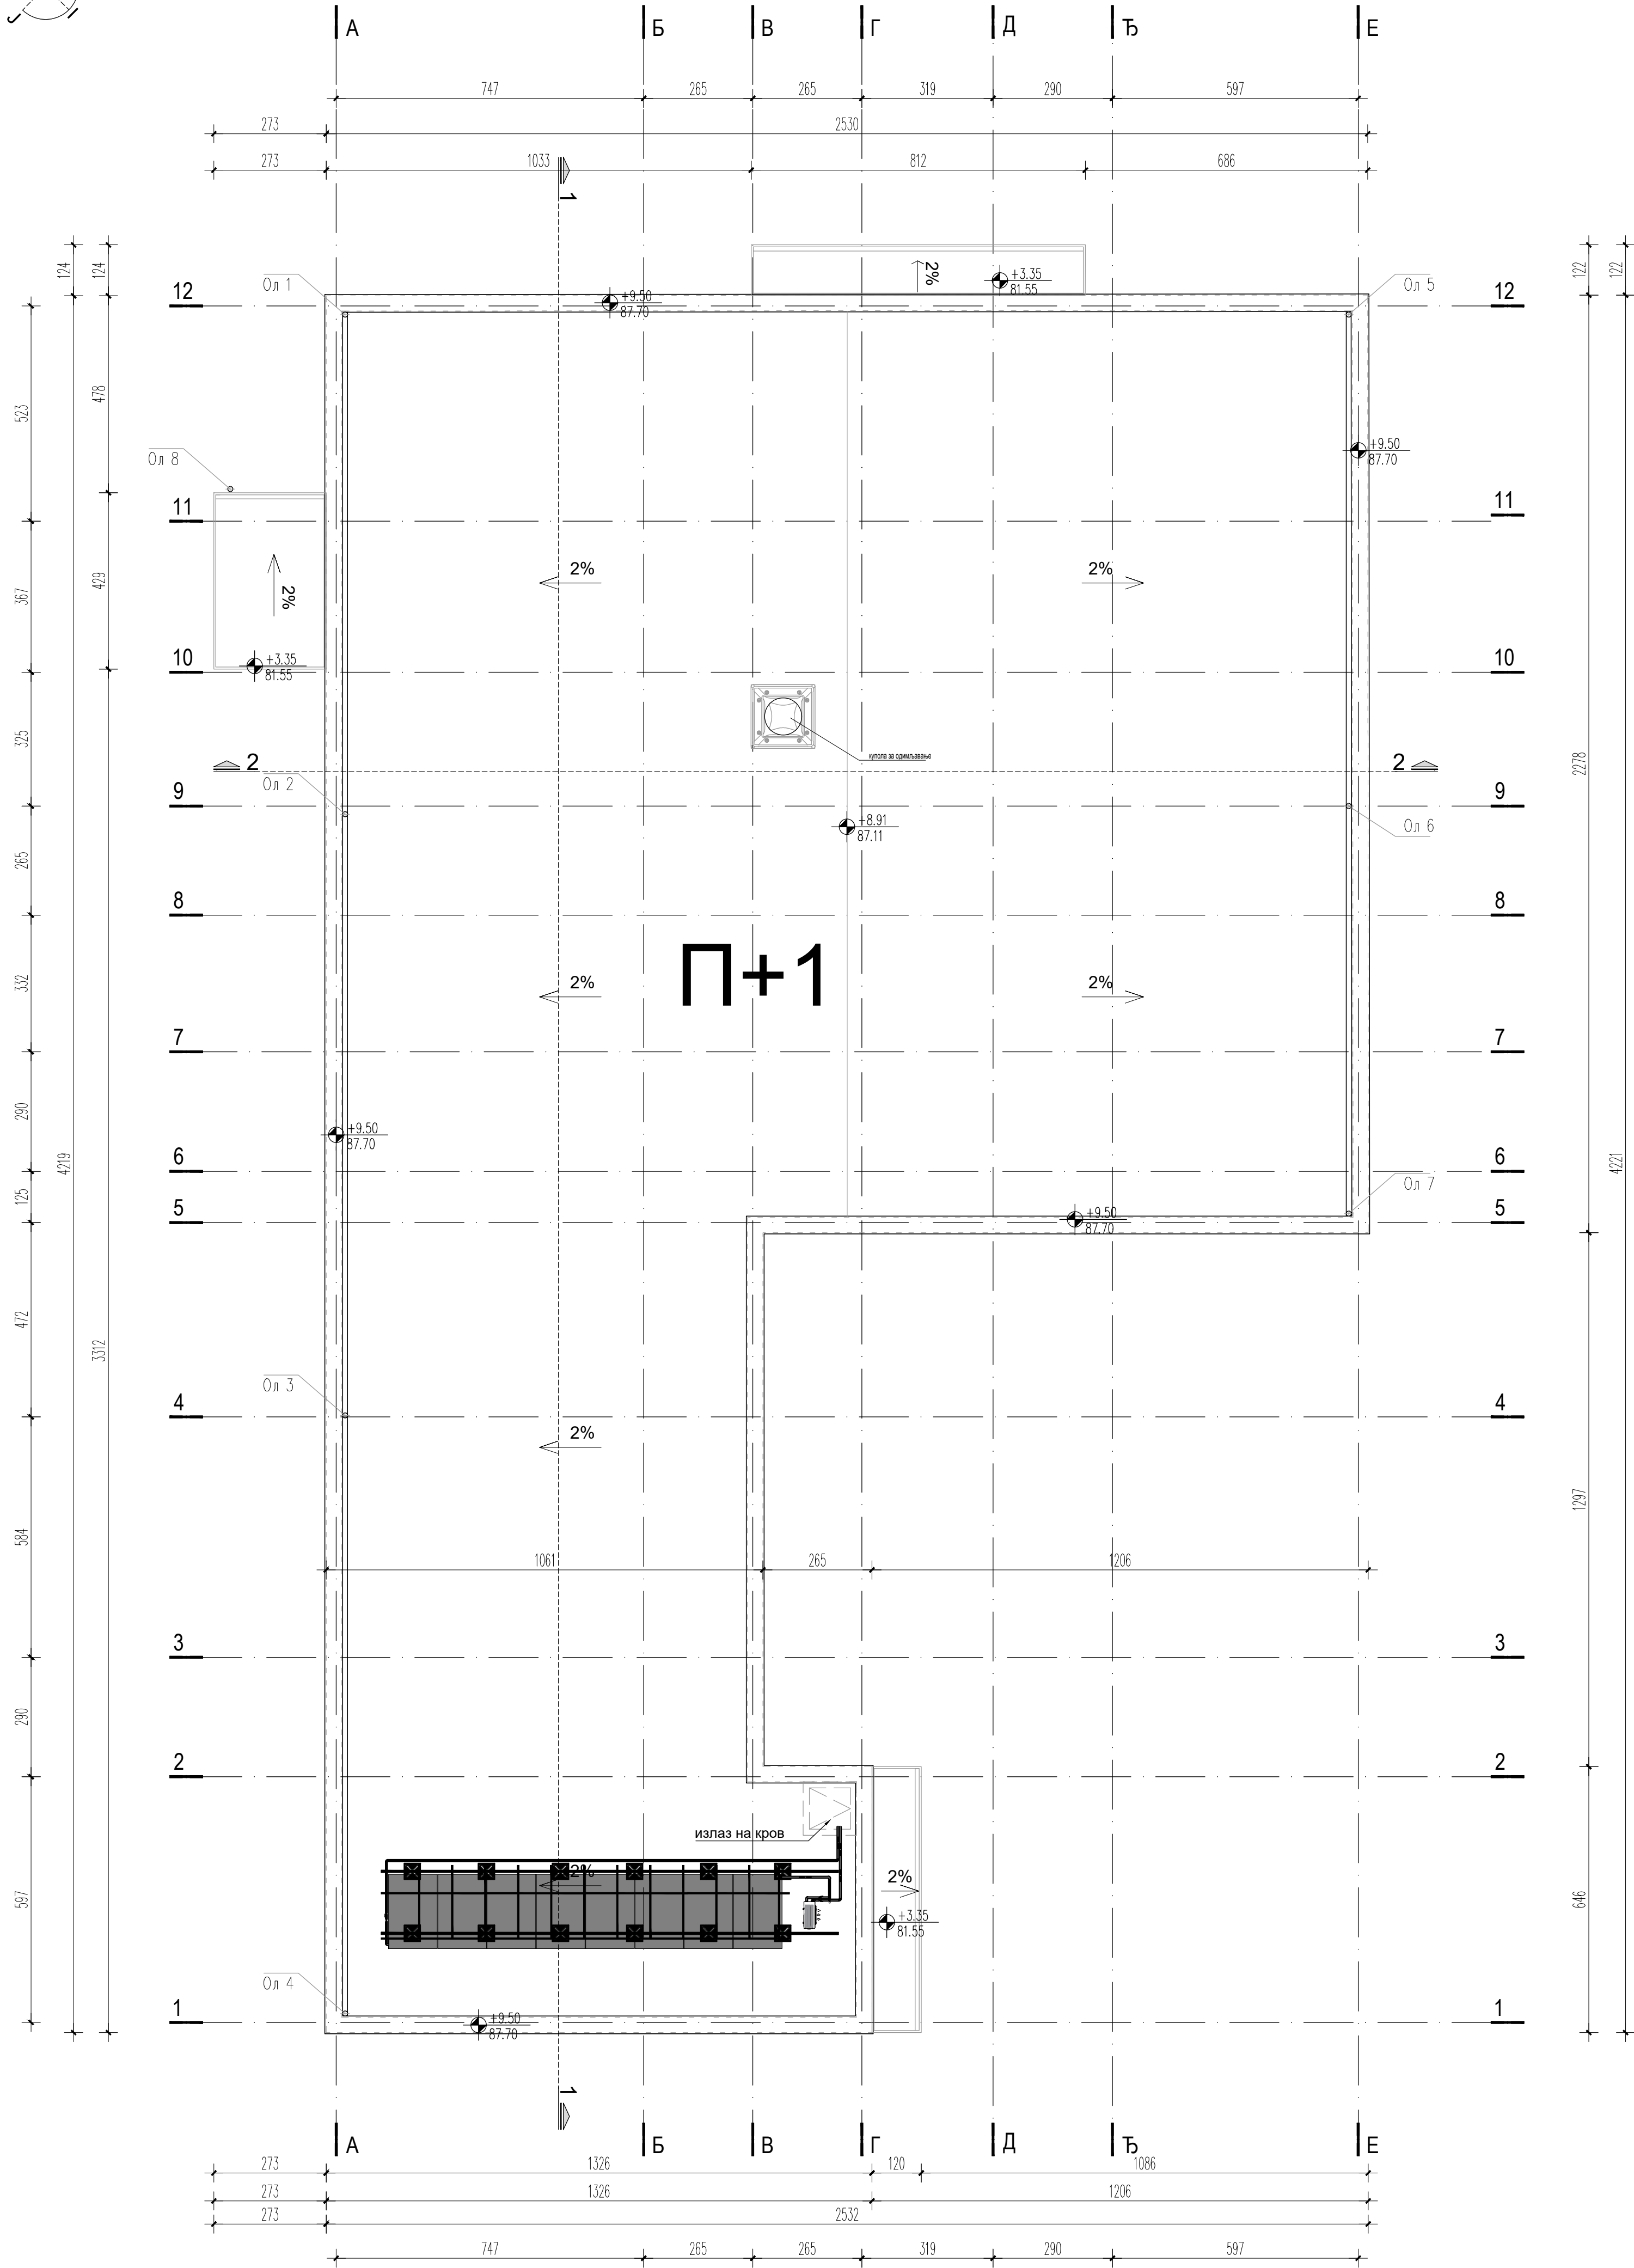 Ј
А Б В Г Д Ђ Е
747 265 265 319 290 597
273 2530
273 1033 812 686
1
124 124 122 122
Ол 1 2% +3.35 Ол 5
81.55
12 +9.50 12
87.70
478
523 +9.50
87.70
Ол 8
11 11
367 429 2% 2% 2%
10 +3.35 10
81.55
325 купола за одимљавање
2 2 2278
Ол 2
9 9
+8.91 Ол 6
87.11
265
8 8
П+1
332 2% 2%
7 7
290
+9.50
87.70
4219 4221
6 6
125 Ол 7
5 +9.50 5
87.70
472 3312
Ол 3
4 4
2%
1297
584
1061 265 1206
3 3
290
2 2
излаз на кров
2% 2%
597 646
+3.35
81.55
Ол 4
1 +9.50 1
87.70
1
А Б В Г Д Ђ Е
273 1326 120 1086
273 1326 1206
273 2532
747 265 265 319 290 597